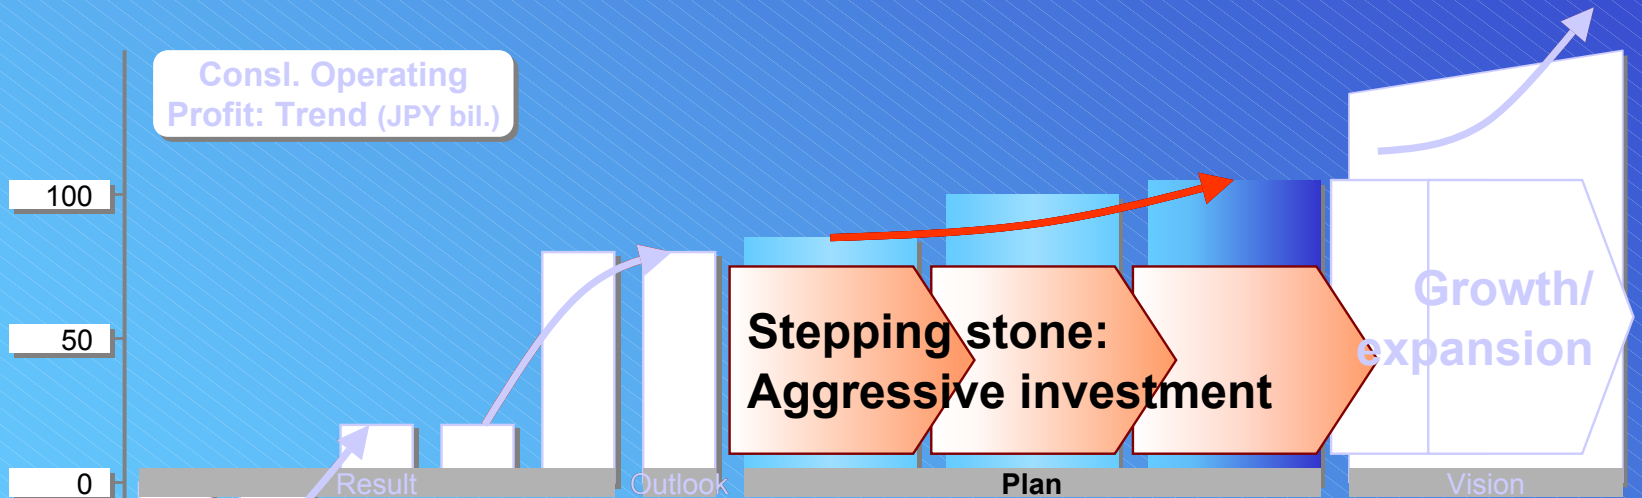 Consl. Operating
Profit: Trend (JPY bil.)
100
50
0
Stepping stone:
Aggressive investment
Growth/
expansion
Result
Outlook
Plan
Vision